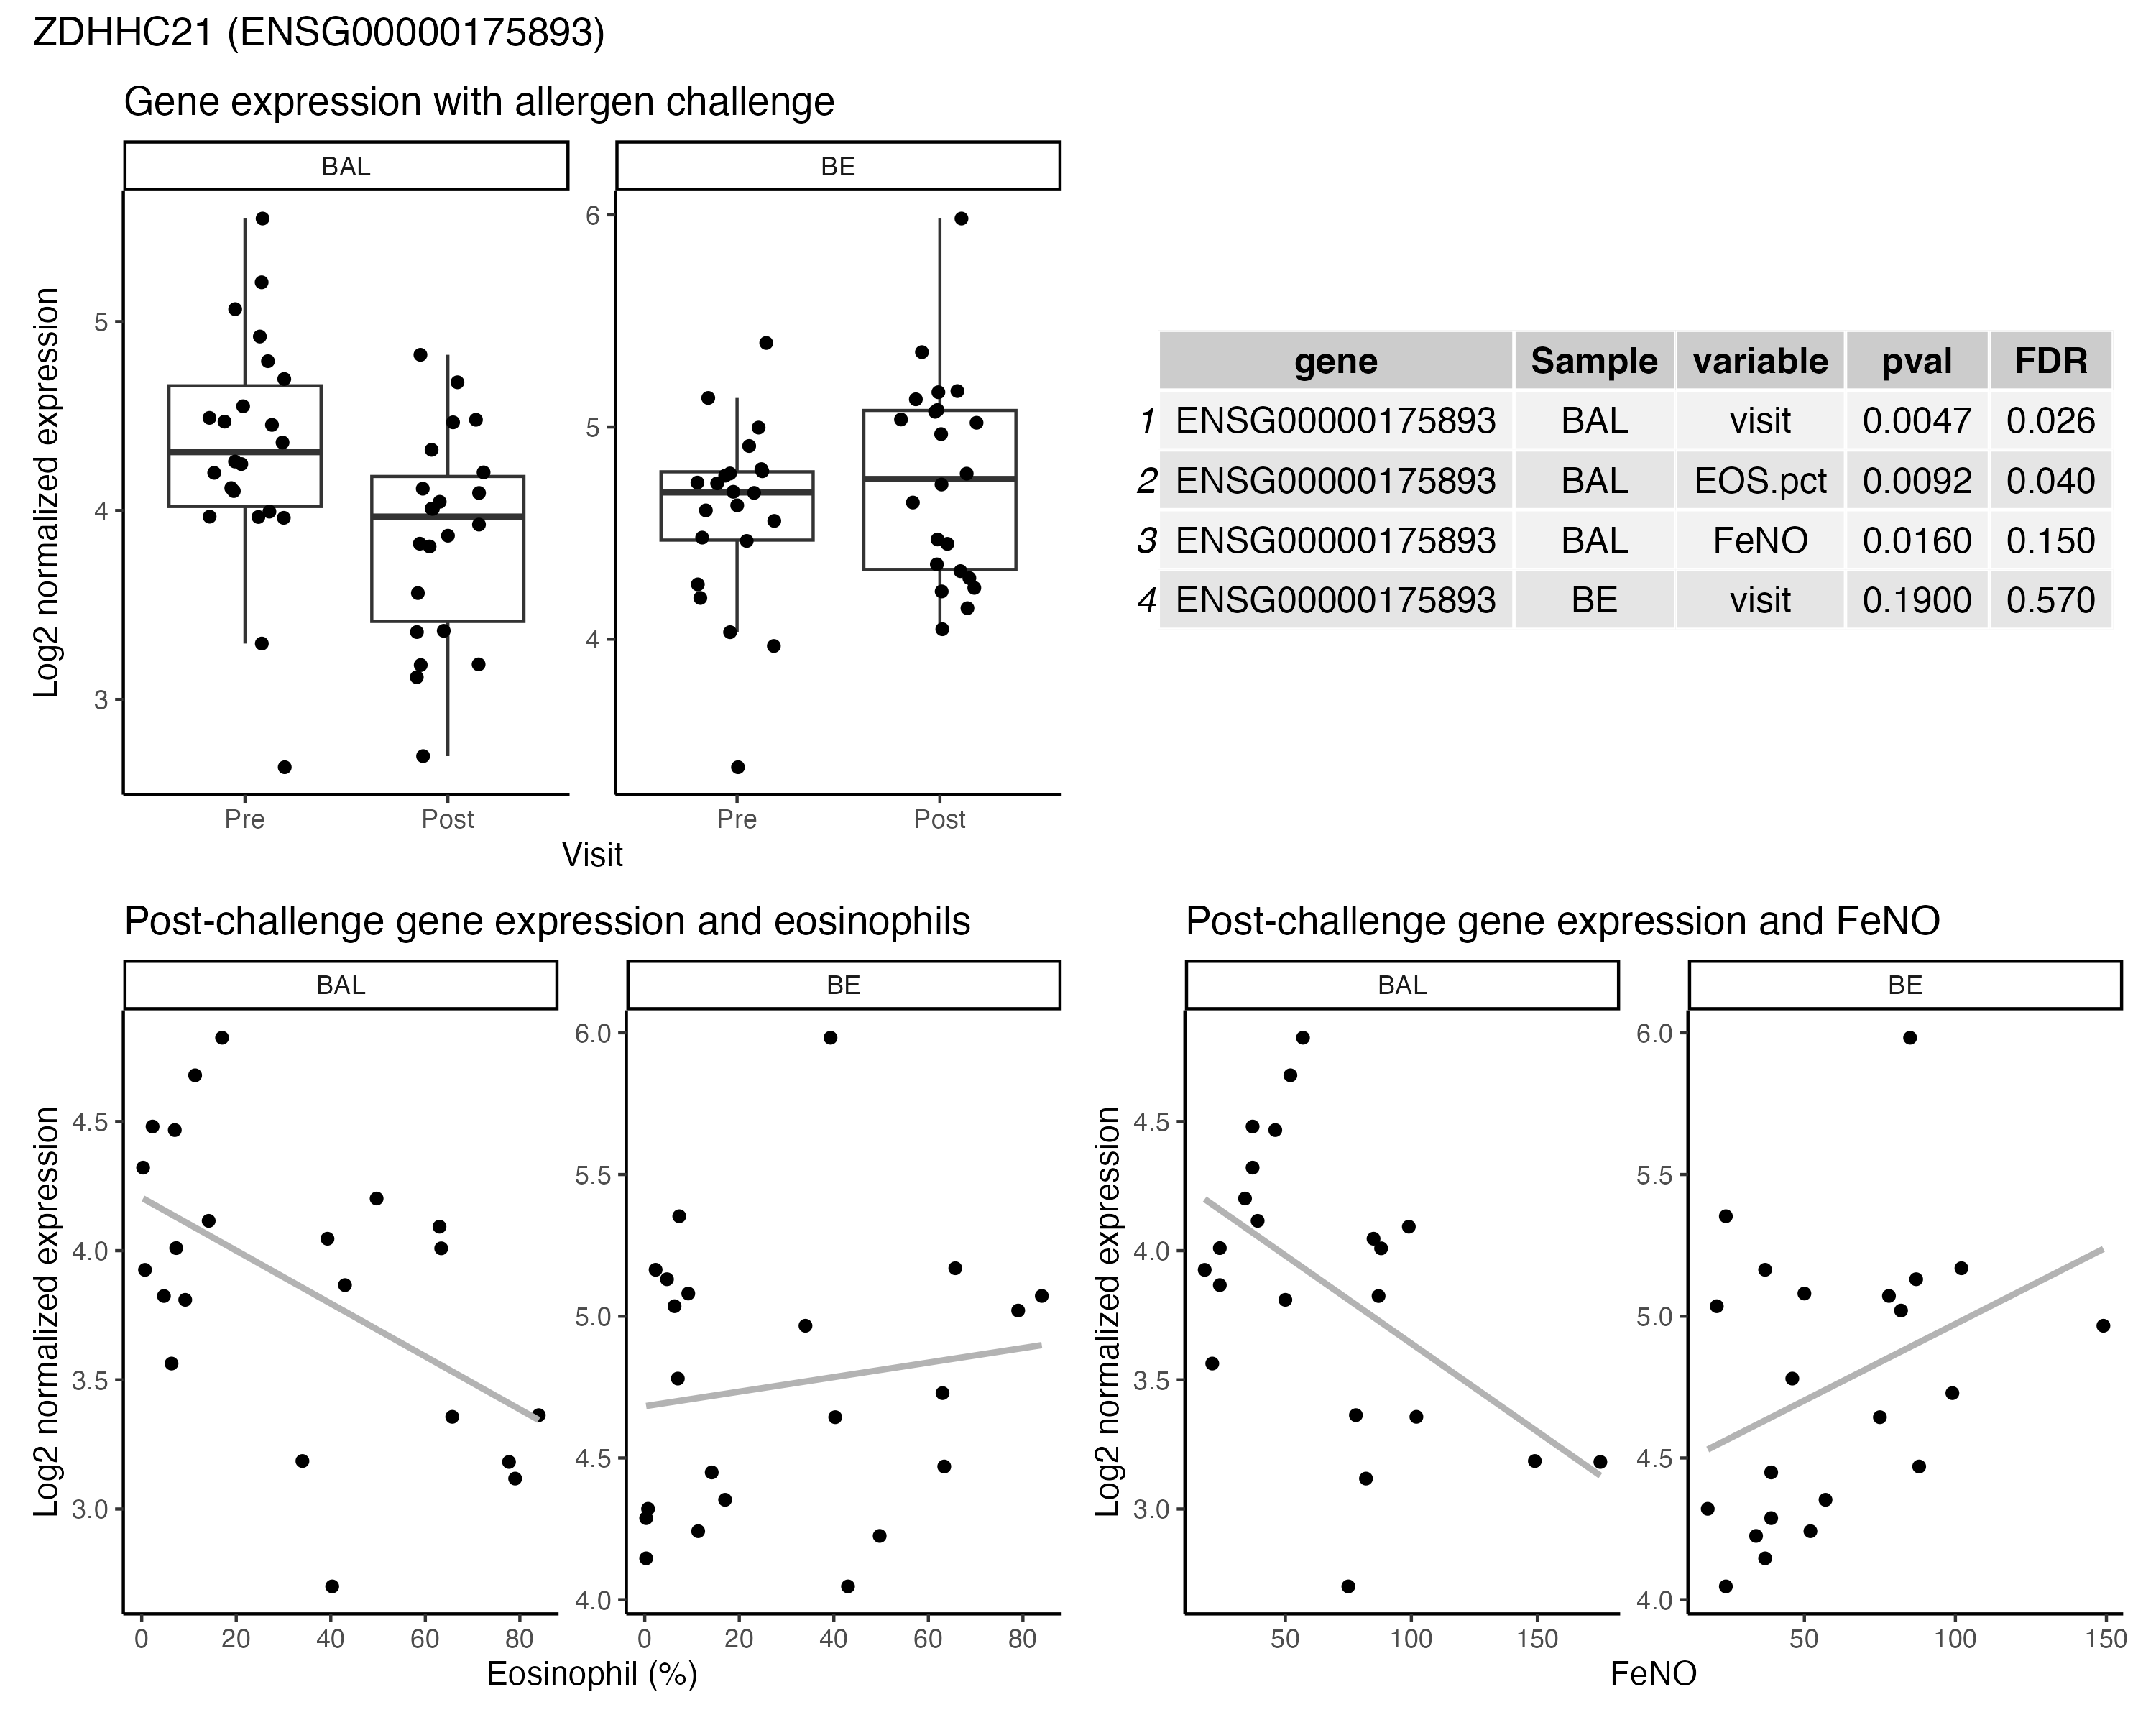 ZDHHC21 (ENSG00000175893)
Gene expression with allergen challenge
BAL
BE
Log2 normalized expression
5
4
3
6
5
4
Pre
Post
Pre
Post
Visit
gene Sample variable pval FDR
1 ENSG00000175893 BAL visit 0.0047 0.026
2 ENSG00000175893 BAL EOS.pct 0.0092 0.040
3 ENSG00000175893 BAL FeNO 0.0160 0.150
4 ENSG00000175893 BE visit 0.1900 0.570
Post-challenge gene expression and eosinophils
BAL
BE
Log2 normalized expression
4.5
4.0
3.5
3.0
6.0
5.5
5.0
4.5
4.0
0 20 40 60 80
0 20 40 60 80
Eosinophil (%)
Post-challenge gene expression and FeNO
BAL
BE
Log2 normalized expression
4.5
4.0
3.5
3.0
6.0
5.5
5.0
4.5
4.0
50 100 150
50 100 150
FeNO